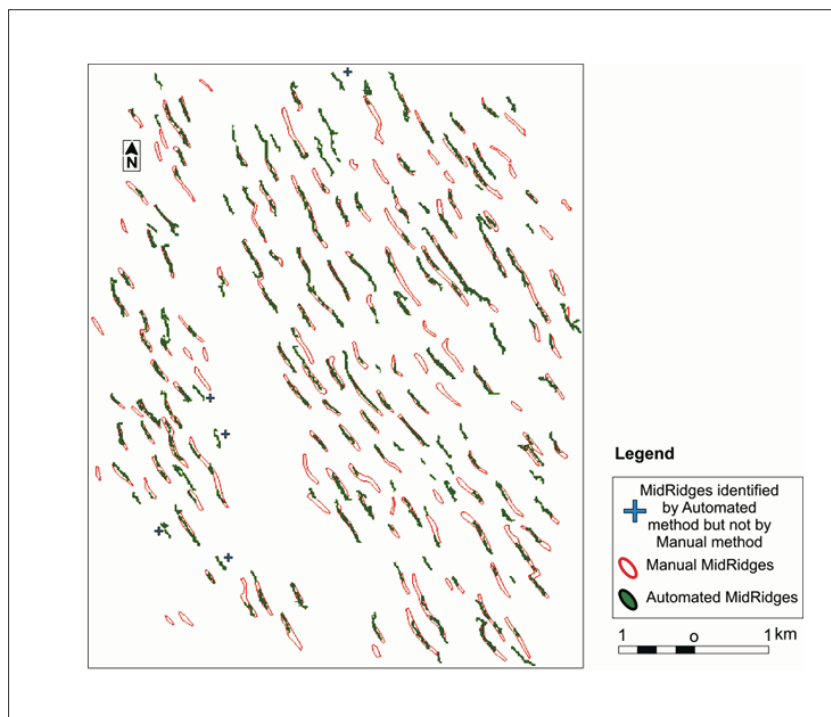 N
Legend
MidRidges identified
by Automated
method but not by
Manual method
Manual MidRidges
Automated MidRidges
1 o 1 km